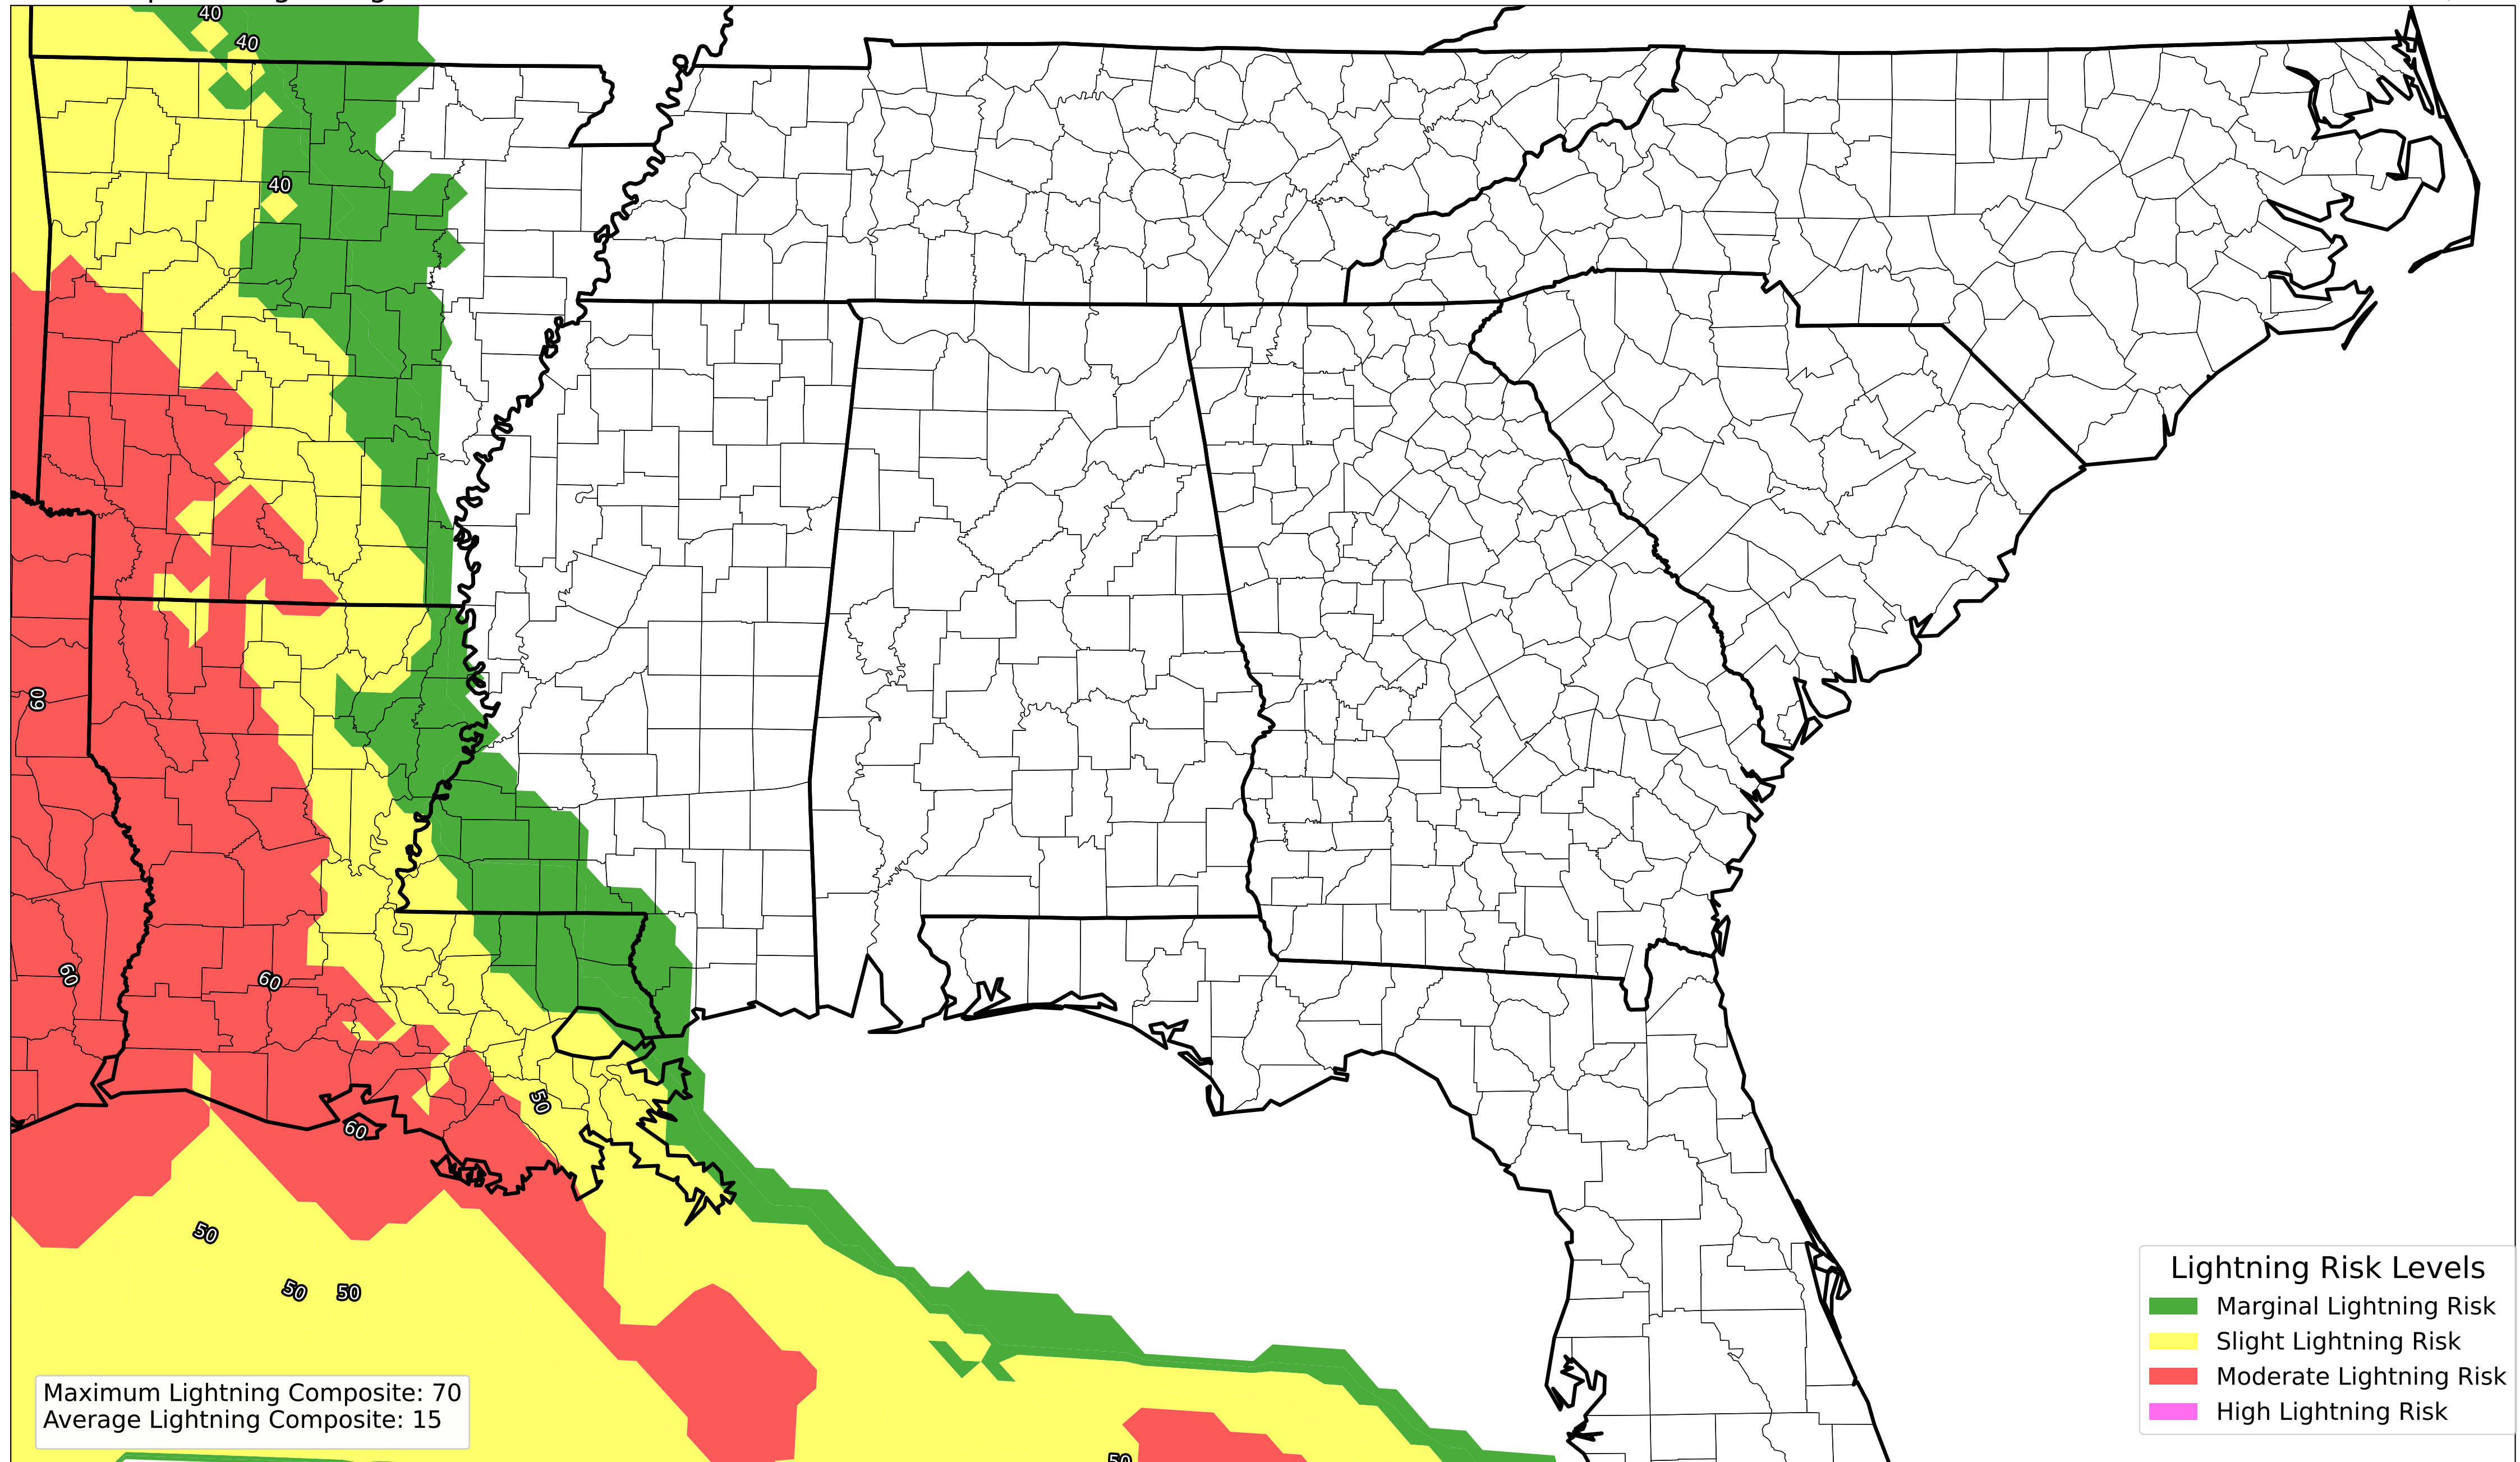 40
40
40
60
60
60
60
50
50
50
50
50
Lightning Risk Levels
Marginal Lightning Risk
Slight Lightning Risk
Moderate Lightning Risk
High Lightning Risk
Maximum Lightning Composite: 70
Average Lightning Composite: 15